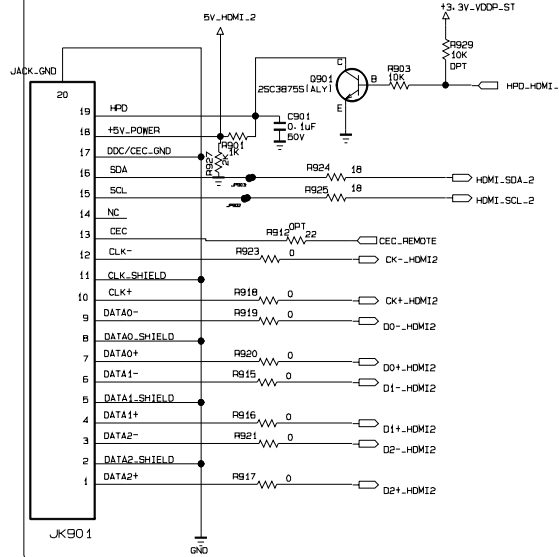 +3.3V_VDDP_ST
5V_HDMI_2
R929
10K
OPT
JACK_GND
Q901
2SC3875S(ALY)
C
B
E
R903
10K
HPD_HDMI_
20
19 HPD
C901
0.1uF
50V
18 +5V_POWER
R901
1K
R927
2K
17 DDC/CEC_GND
16 SDA
JP903
R924 18
HDMI_SDA_2
15 SCL
JP902
R925 18
HDMI_SCL_2
14 NC
13 CEC
OPT
R912 22
CEC_REMOTE
12 CLK-
R923 0
CK-_HDMI2
11 CLK_SHIELD
10 CLK+
R918 0
CK+_HDMI2
9 DATA0-
R919 0
D0-_HDMI2
8 DATA0_SHIELD
7 DATA0+
R920 0
D0+_HDMI2
6 DATA1-
R915 0
D1-_HDMI2
5 DATA1_SHIELD
4 DATA1+
R916 0
D1+_HDMI2
3 DATA2-
R921 0
D2-_HDMI2
2 DATA2_SHIELD
1 DATA2+
R917 0
D2+_HDMI2
JK901
GND